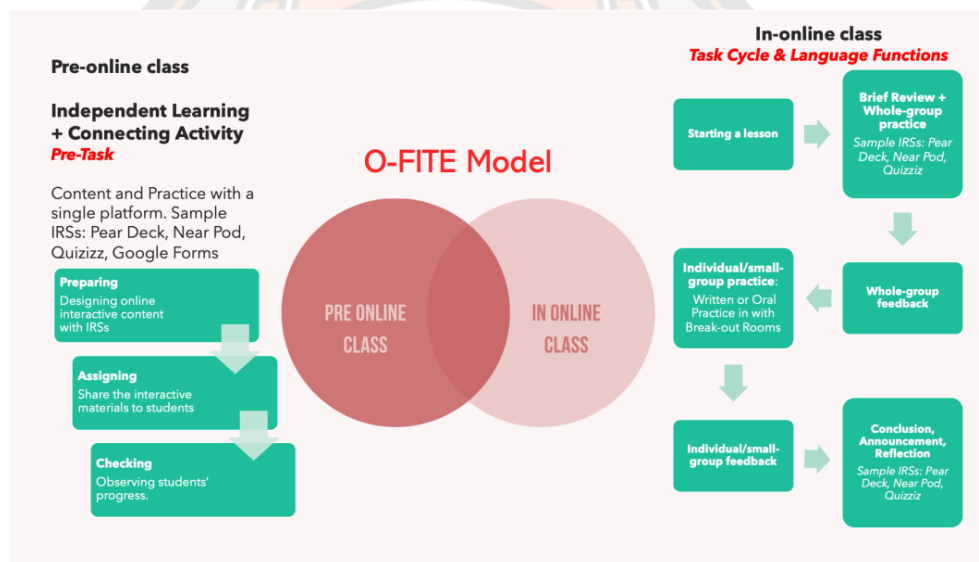 Pre-online class
Independent Learning
+ Connecting Activity
Pre-Task
Content and Practice with a
single platform. Sample
IRSs: Pear Deck, Near Pod,
Quizizz, Google Forms
Preparing
Designing online
interactive content
with IRSs
Assigning
Share the interactive
materials to students
Checking
Observing students'
progress.
O-FITE Model
PRE ONLINE
CLASS
IN ONLINE
CLASS
In-online class
Task Cycle & Language Functions
Starting a lesson
Brief Review +
Whole-group
practice
Sample IRSs: Pear
Deck, Near Pod,
Quizziz
Whole-group
feedback
Individual/small-
group practice:
Written or Oral
Practice in with
Break-out Rooms
Individual/small-
group feedback
Conclusion,
Announcement,
Reflection
Sample IRSs: Pear
Deck, Near Pod,
Quizziz